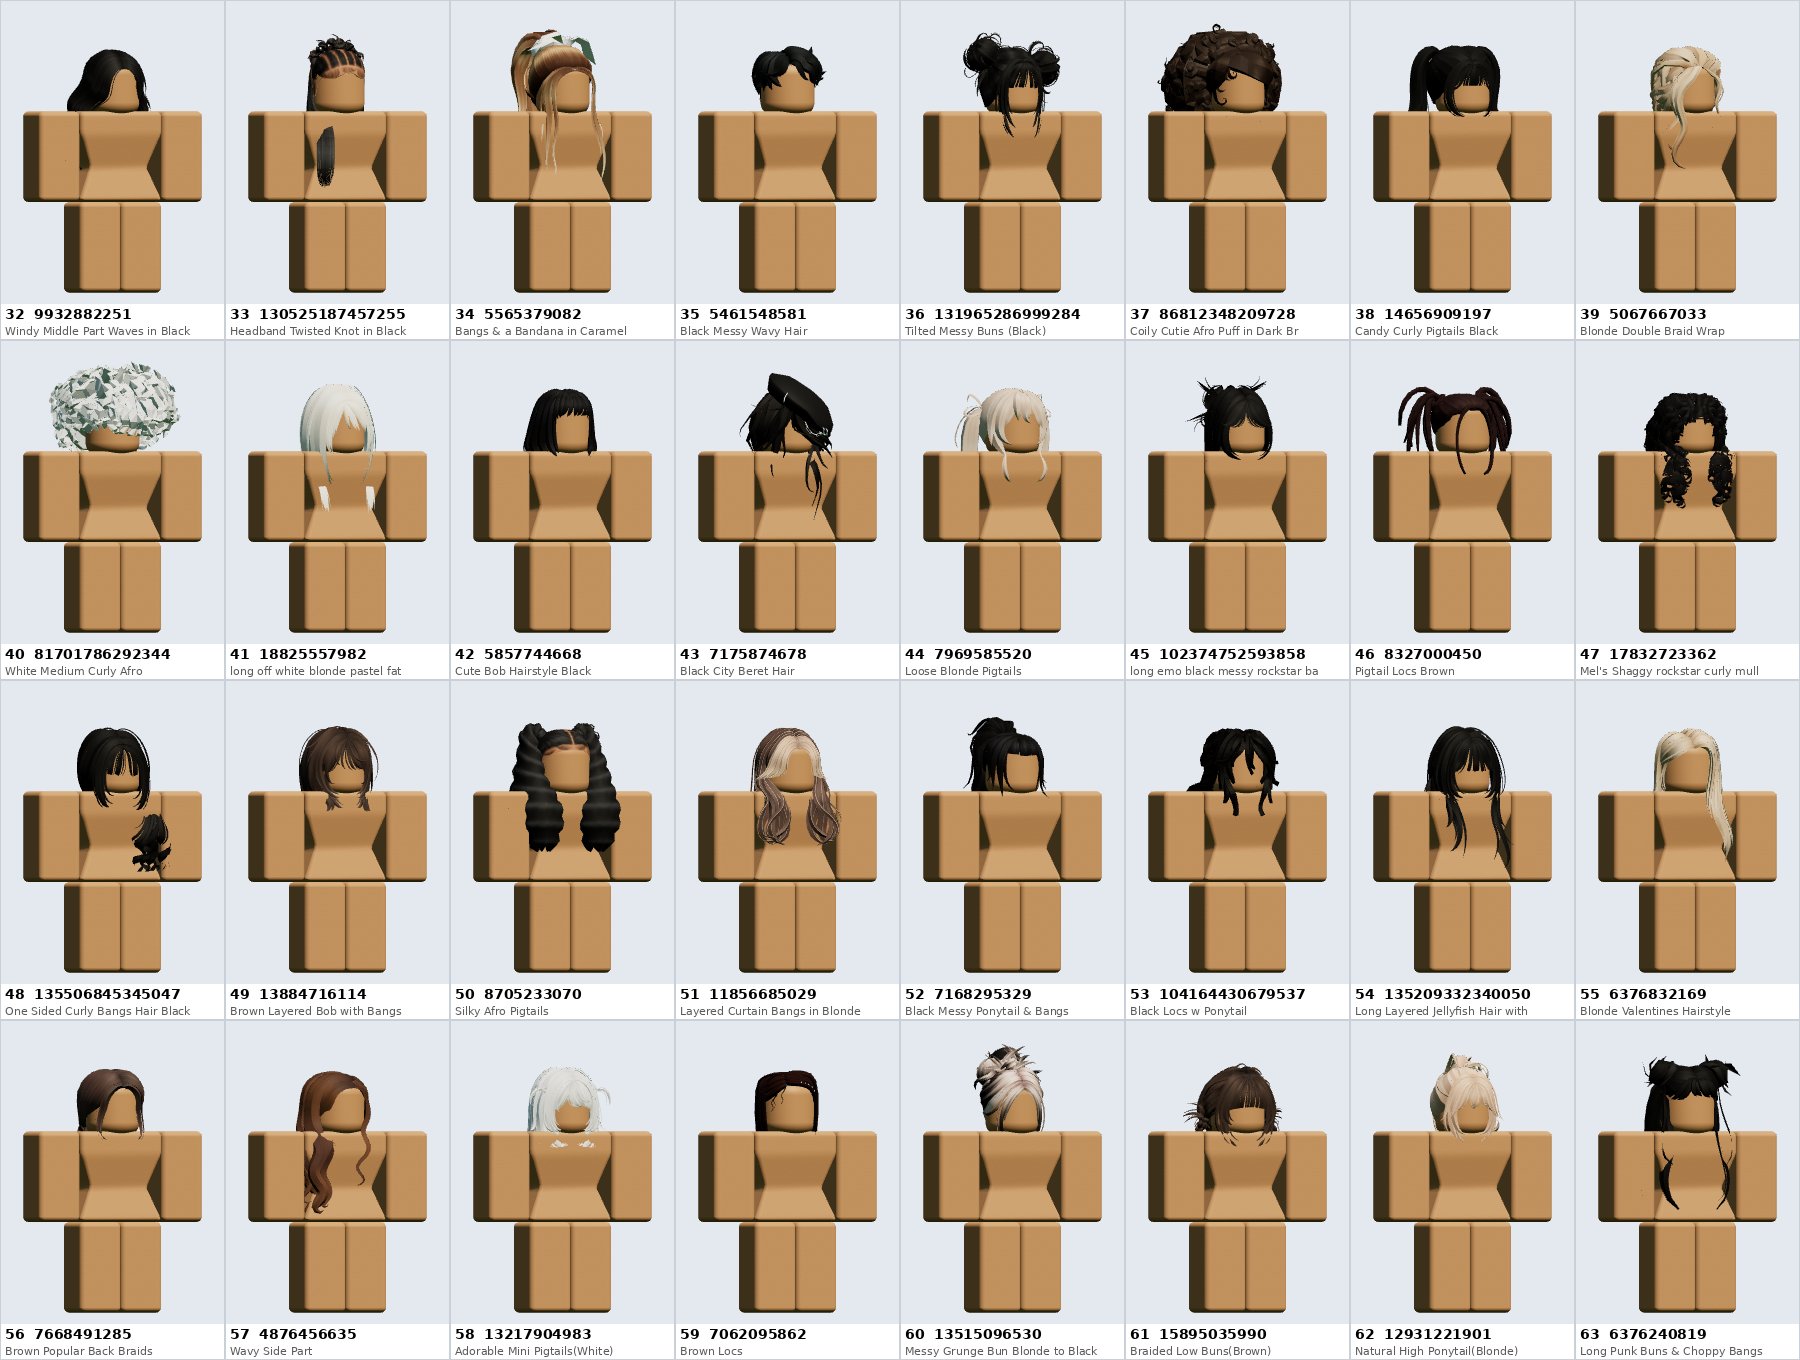 32 9932882251
Windy Middle Part Waves in Black
33 130525187457255
Headband Twisted Knot in Black
34 5565379082
Bangs & a Bandana in Caramel
35 5461548581
Black Messy Wavy Hair
36 131965286999284
Tilted Messy Buns (Black)
37 86812348209728
Coily Cutie Afro Puff in Dark Br
38 14656909197
Candy Curly Pigtails Black
39 5067667033
Blonde Double Braid Wrap
40 81701786292344
White Medium Curly Afro
41 18825557982
long off white blonde pastel fat
42 5857744668
Cute Bob Hairstyle Black
43 7175874678
Black City Beret Hair
44 7969585520
Loose Blonde Pigtails
45 102374752593858
long emo black messy rockstar ba
46 8327000450
Pigtail Locs Brown
47 17832723362
Mel's Shaggy rockstar curly mull
48 135506845345047
One Sided Curly Bangs Hair Black
49 13884716114
Brown Layered Bob with Bangs
50 8705233070
Silky Afro Pigtails
51 11856685029
Layered Curtain Bangs in Blonde
52 7168295329
Black Messy Ponytail & Bangs
53 104164430679537
Black Locs w Ponytail
54 135209332340050
Long Layered Jellyfish Hair with
55 6376832169
Blonde Valentines Hairstyle
56 7668491285
Brown Popular Back Braids
57 4876456635
Wavy Side Part
58 13217904983
Adorable Mini Pigtails(White)
59 7062095862
Brown Locs
60 13515096530
Messy Grunge Bun Blonde to Black
61 15895035990
Braided Low Buns(Brown)
62 12931221901
Natural High Ponytail(Blonde)
63 6376240819
Long Punk Buns & Choppy Bangs